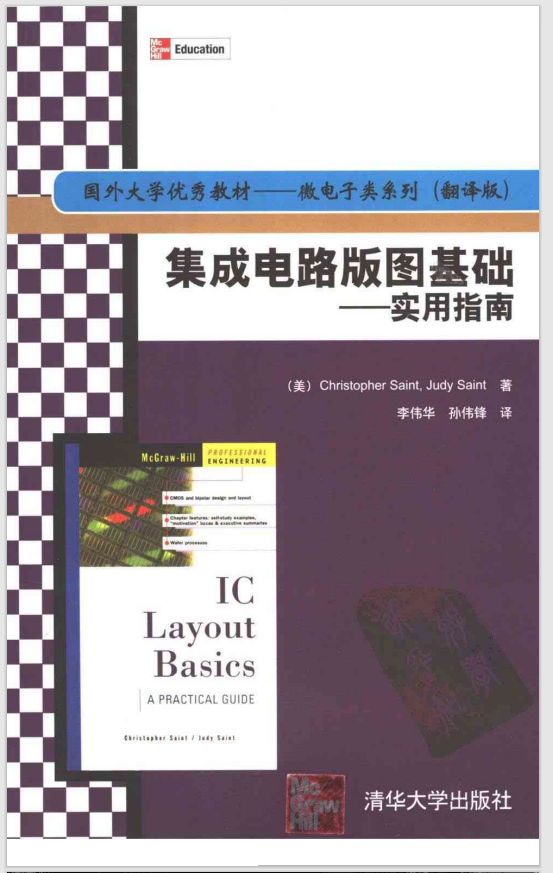 Mc
Graw
Hill
Education
国外大学优秀教材——微电子类系列（翻译版）
集成电路版图基础
——实用指南
（美）Christopher Saint, Judy Saint 著
李伟华 孙伟锋 译
McGraw-Hill
PROFESSIONAL
ENGINEERING
CMOS and bipolar design and layout
Chapter features: self-study examples,
"motivation" boxes & executive summaries
Wafer processes
IC
Layout
Basics
A PRACTICAL GUIDE
Christopher Saint / Judy Saint
Mc
Graw
Hill
清华大学出版社